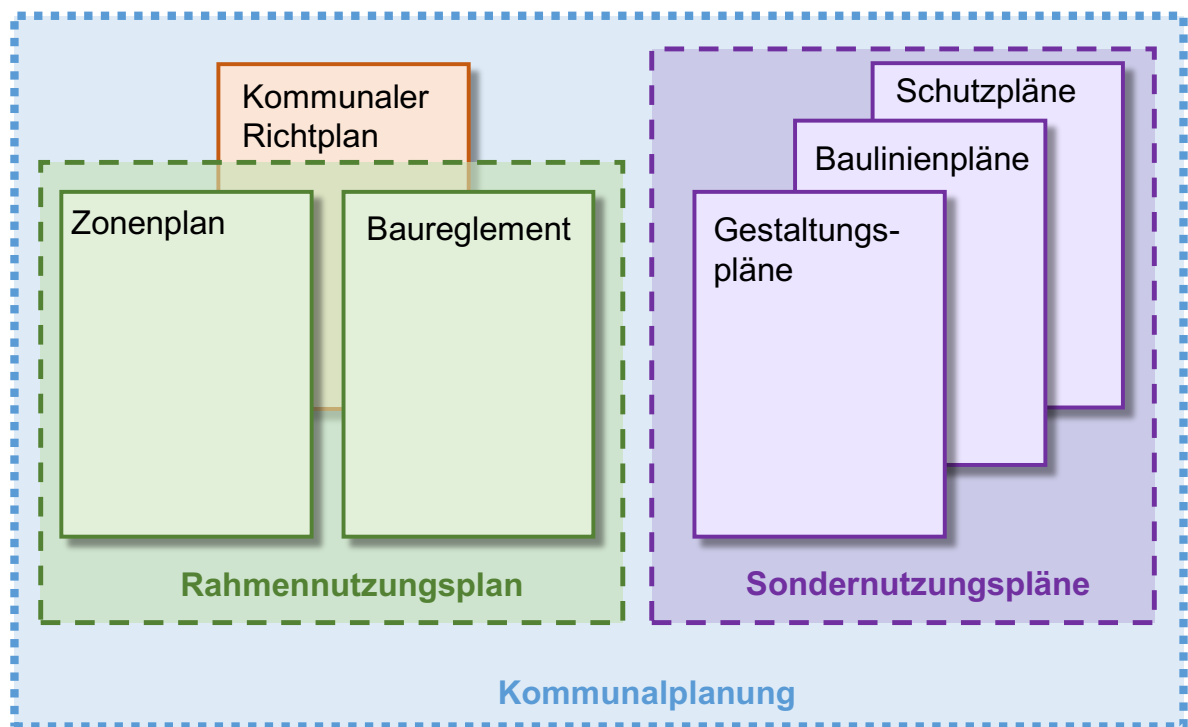 Kommunaler
Richtplan
Zonenplan
Baureglement
Rahmennutzungsplan
Schutzpläne
Baulinienpläne
Gestaltungs-
pläne
Sondernutzungspläne
Kommunalplanung